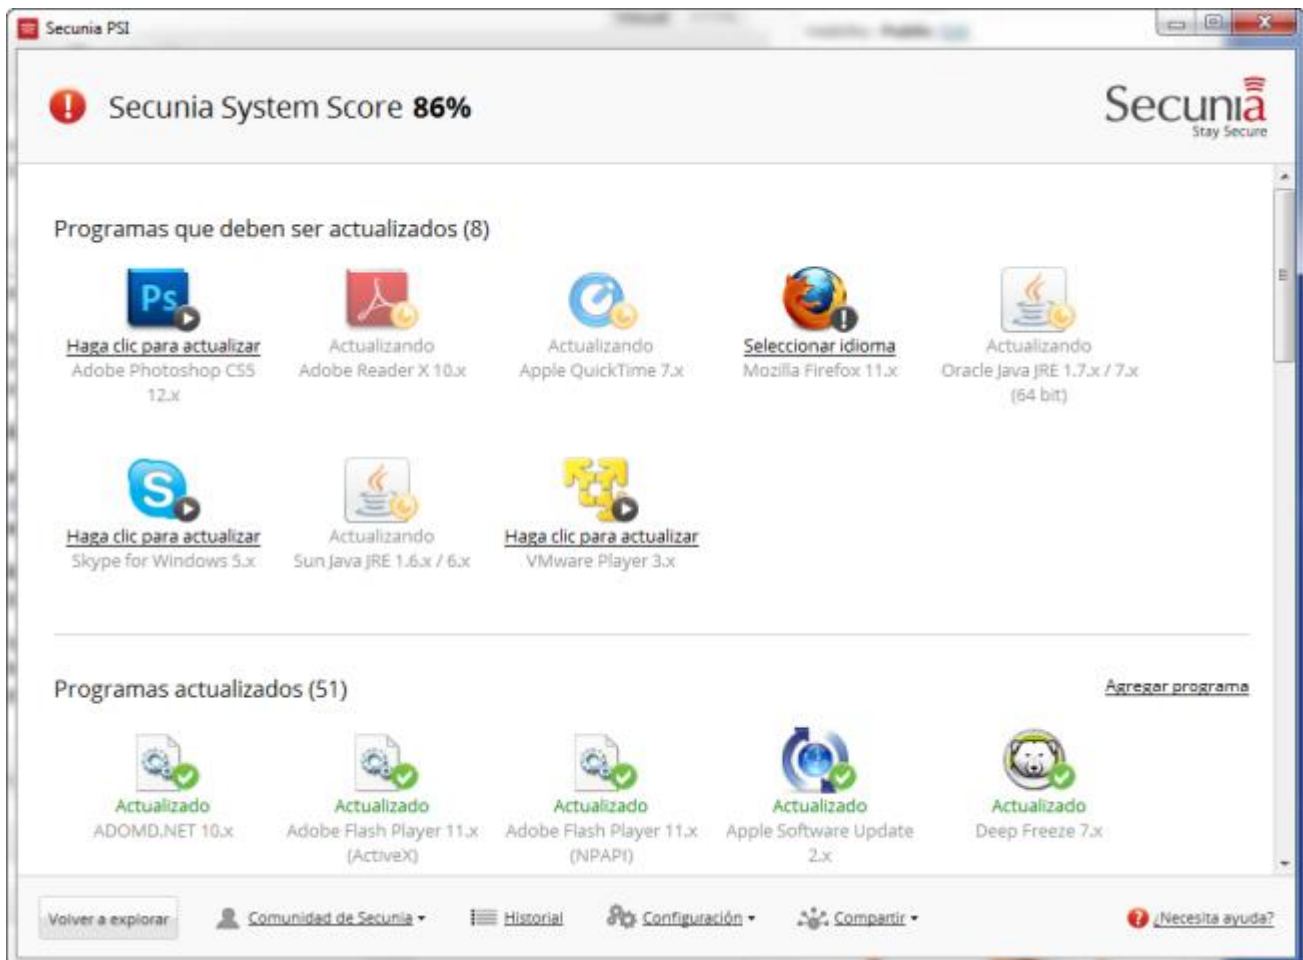 Secunia PSI
Secunia System Score 86%
Secunia
Stay Secure
Programas que deben ser actualizados (8)
Ps
Haga clic para actualizar
Adobe Photoshop CS5
12.x
Actualizando
Adobe Reader X 10.x
Actualizando
Apple QuickTime 7.x
Seleccionar idioma
Mozilla Firefox 11.x
Actualizando
Oracle Java JRE 1.7.x / 7.x
(64 bit)
Haga clic para actualizar
Skype for Windows 5.x
Actualizando
Sun Java JRE 1.6.x / 6.x
Haga clic para actualizar
VMware Player 3.x
Programas actualizados (51)
Agregar programa
Actualizado
ADOMD.NET 10.x
Actualizado
Adobe Flash Player 11.x
(ActiveX)
Actualizado
Adobe Flash Player 11.x
(NPAPI)
Actualizado
Apple Software Update
2.x
Actualizado
Deep Freeze 7.x
Volver a explorar
Comunidad de Secunia
Historial
Configuración
Compartir
¿Necesita ayuda?